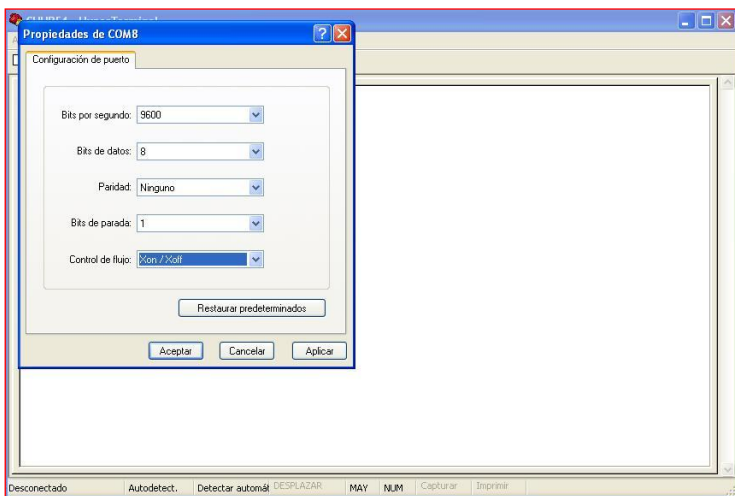 Propiedades de COM8
Configuración de puerto
Bits por segundo: 9600
Bits de datos: 8
Paridad: Ninguno
Bits de parada: 1
Control de flujo: Xon / Xoff
Restaurar predeterminados
Aceptar Cancelar Aplicar
Desconectado Autodetect. Detectar automát DESPLAZAR MAY NUM Capturar Imprimir